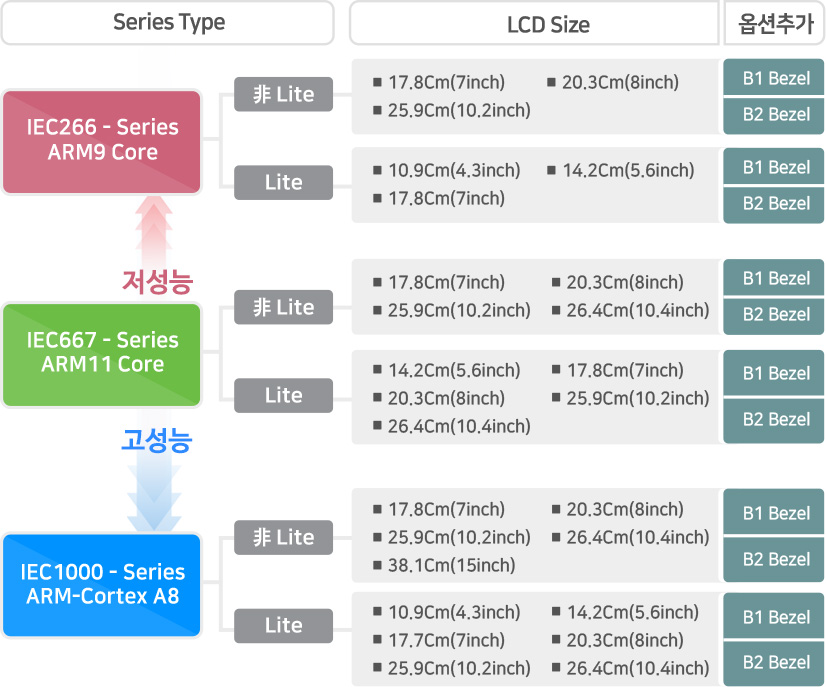 Series Type
LCD Size
옵션추가
IEC266 - Series
ARM9 Core
非 Lite
■ 17.8Cm(7inch) ■ 20.3Cm(8inch)
■ 25.9Cm(10.2inch)
B1 Bezel
B2 Bezel
Lite
■ 10.9Cm(4.3inch) ■ 14.2Cm(5.6inch)
■ 17.8Cm(7inch)
B1 Bezel
B2 Bezel
저성능
IEC667 - Series
ARM11 Core
非 Lite
■ 17.8Cm(7inch) ■ 20.3Cm(8inch)
■ 25.9Cm(10.2inch) ■ 26.4Cm(10.4inch)
B1 Bezel
B2 Bezel
Lite
■ 14.2Cm(5.6inch) ■ 17.8Cm(7inch)
■ 20.3Cm(8inch) ■ 25.9Cm(10.2inch)
■ 26.4Cm(10.4inch)
B1 Bezel
B2 Bezel
고성능
IEC1000 - Series
ARM-Cortex A8
非 Lite
■ 17.8Cm(7inch) ■ 20.3Cm(8inch)
■ 25.9Cm(10.2inch) ■ 26.4Cm(10.4inch)
■ 38.1Cm(15inch)
B1 Bezel
B2 Bezel
Lite
■ 10.9Cm(4.3inch) ■ 14.2Cm(5.6inch)
■ 17.7Cm(7inch) ■ 20.3Cm(8inch)
■ 25.9Cm(10.2inch) ■ 26.4Cm(10.4inch)
B1 Bezel
B2 Bezel